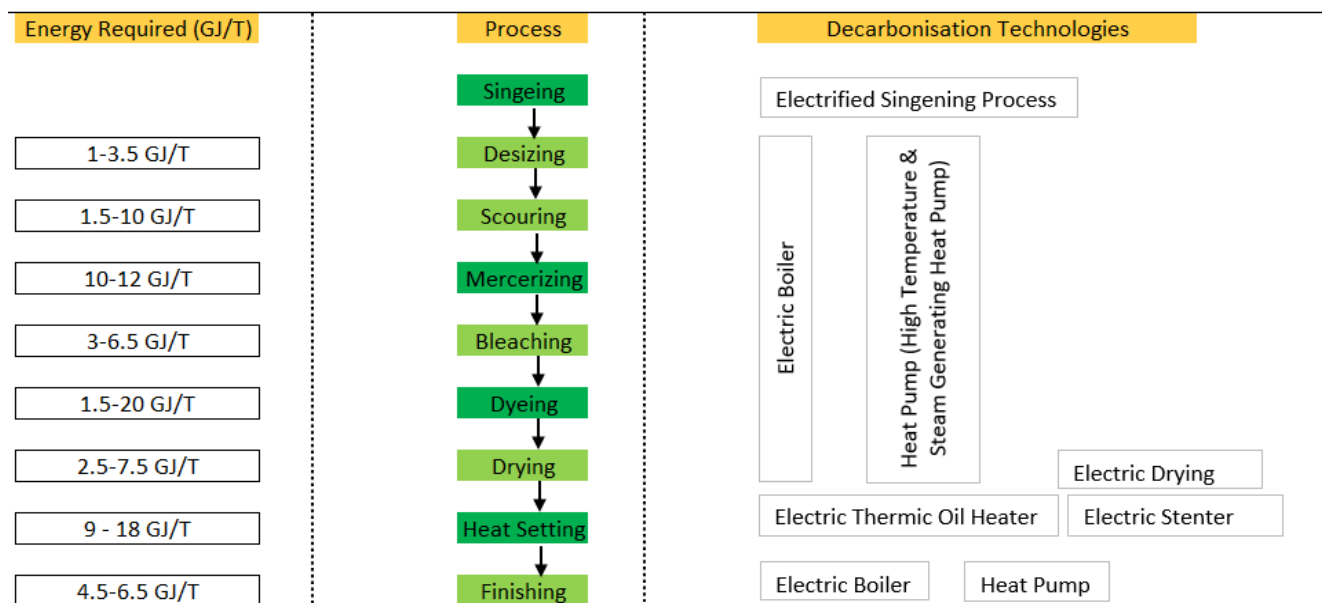 Energy Required (GJ/T)
Process
Decarbonisation Technologies
Singeing
Electrified Singening Process
1-3.5 GJ/T
Desizing
1.5-10 GJ/T
Scouring
10-12 GJ/T
Mercerizing
3-6.5 GJ/T
Bleaching
1.5-20 GJ/T
Dyeing
2.5-7.5 GJ/T
Drying
Electric Boiler
Heat Pump (High Temperature &
Steam Generating Heat Pump)
Electric Drying
9 - 18 GJ/T
Heat Setting
Electric Thermic Oil Heater
Electric Stenter
4.5-6.5 GJ/T
Finishing
Electric Boiler
Heat Pump